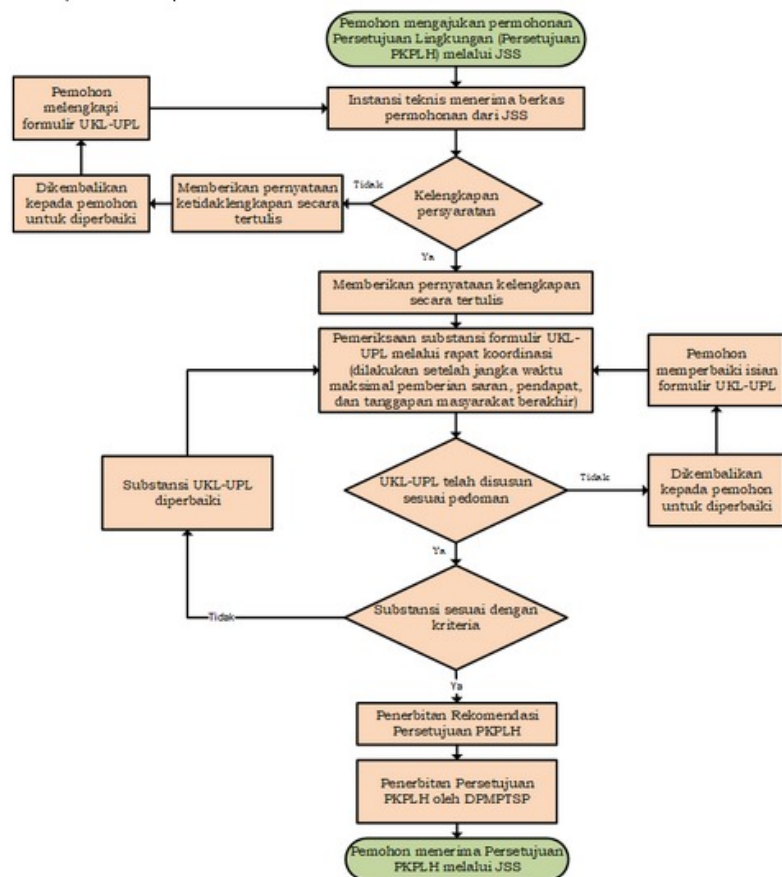 Pemohon mengajukan permohonan
Persetujuan Lingkungan (Persetujuan
PKPLH) melalui JSS
Pemohon
melengkapi
formulir UKL-UPL
Instansi teknis menerima berkas
permohonan dari JSS
Dikembalikan
kepada pemohon
untuk diperbaiki
Memberikan pernyataan
ketidaklengkapan secara
tertulis
Tidak
Kelengkapan
persyaratan
Ya
Memberikan pernyataan kelengkapan
secara tertulis
Pemeriksaan substansi formulir UKL-
UPL melalui rapat koordinasi
(dilakukan setelah jangka waktu
maksimal pemberian saran, pendapat,
dan tanggapan masyarakat berakhir)
Pemohon
memperbaiki isian
formulir UKL-UPL
Substansi UKL-UPL
diperbaiki
UKL-UPL telah disusun
sesuai pedoman
Tidak
Dikembalikan
kepada pemohon
untuk diperbaiki
Ya
Tidak
Substansi sesuai dengan
kriteria
Ya
Penerbitan Rekomendasi
Persetujuan PKPLH
Penerbitan Persetujuan
PKPLH oleh DPMPTSP
Pemohon menerima Persetujuan
PKPLH melalui JSS